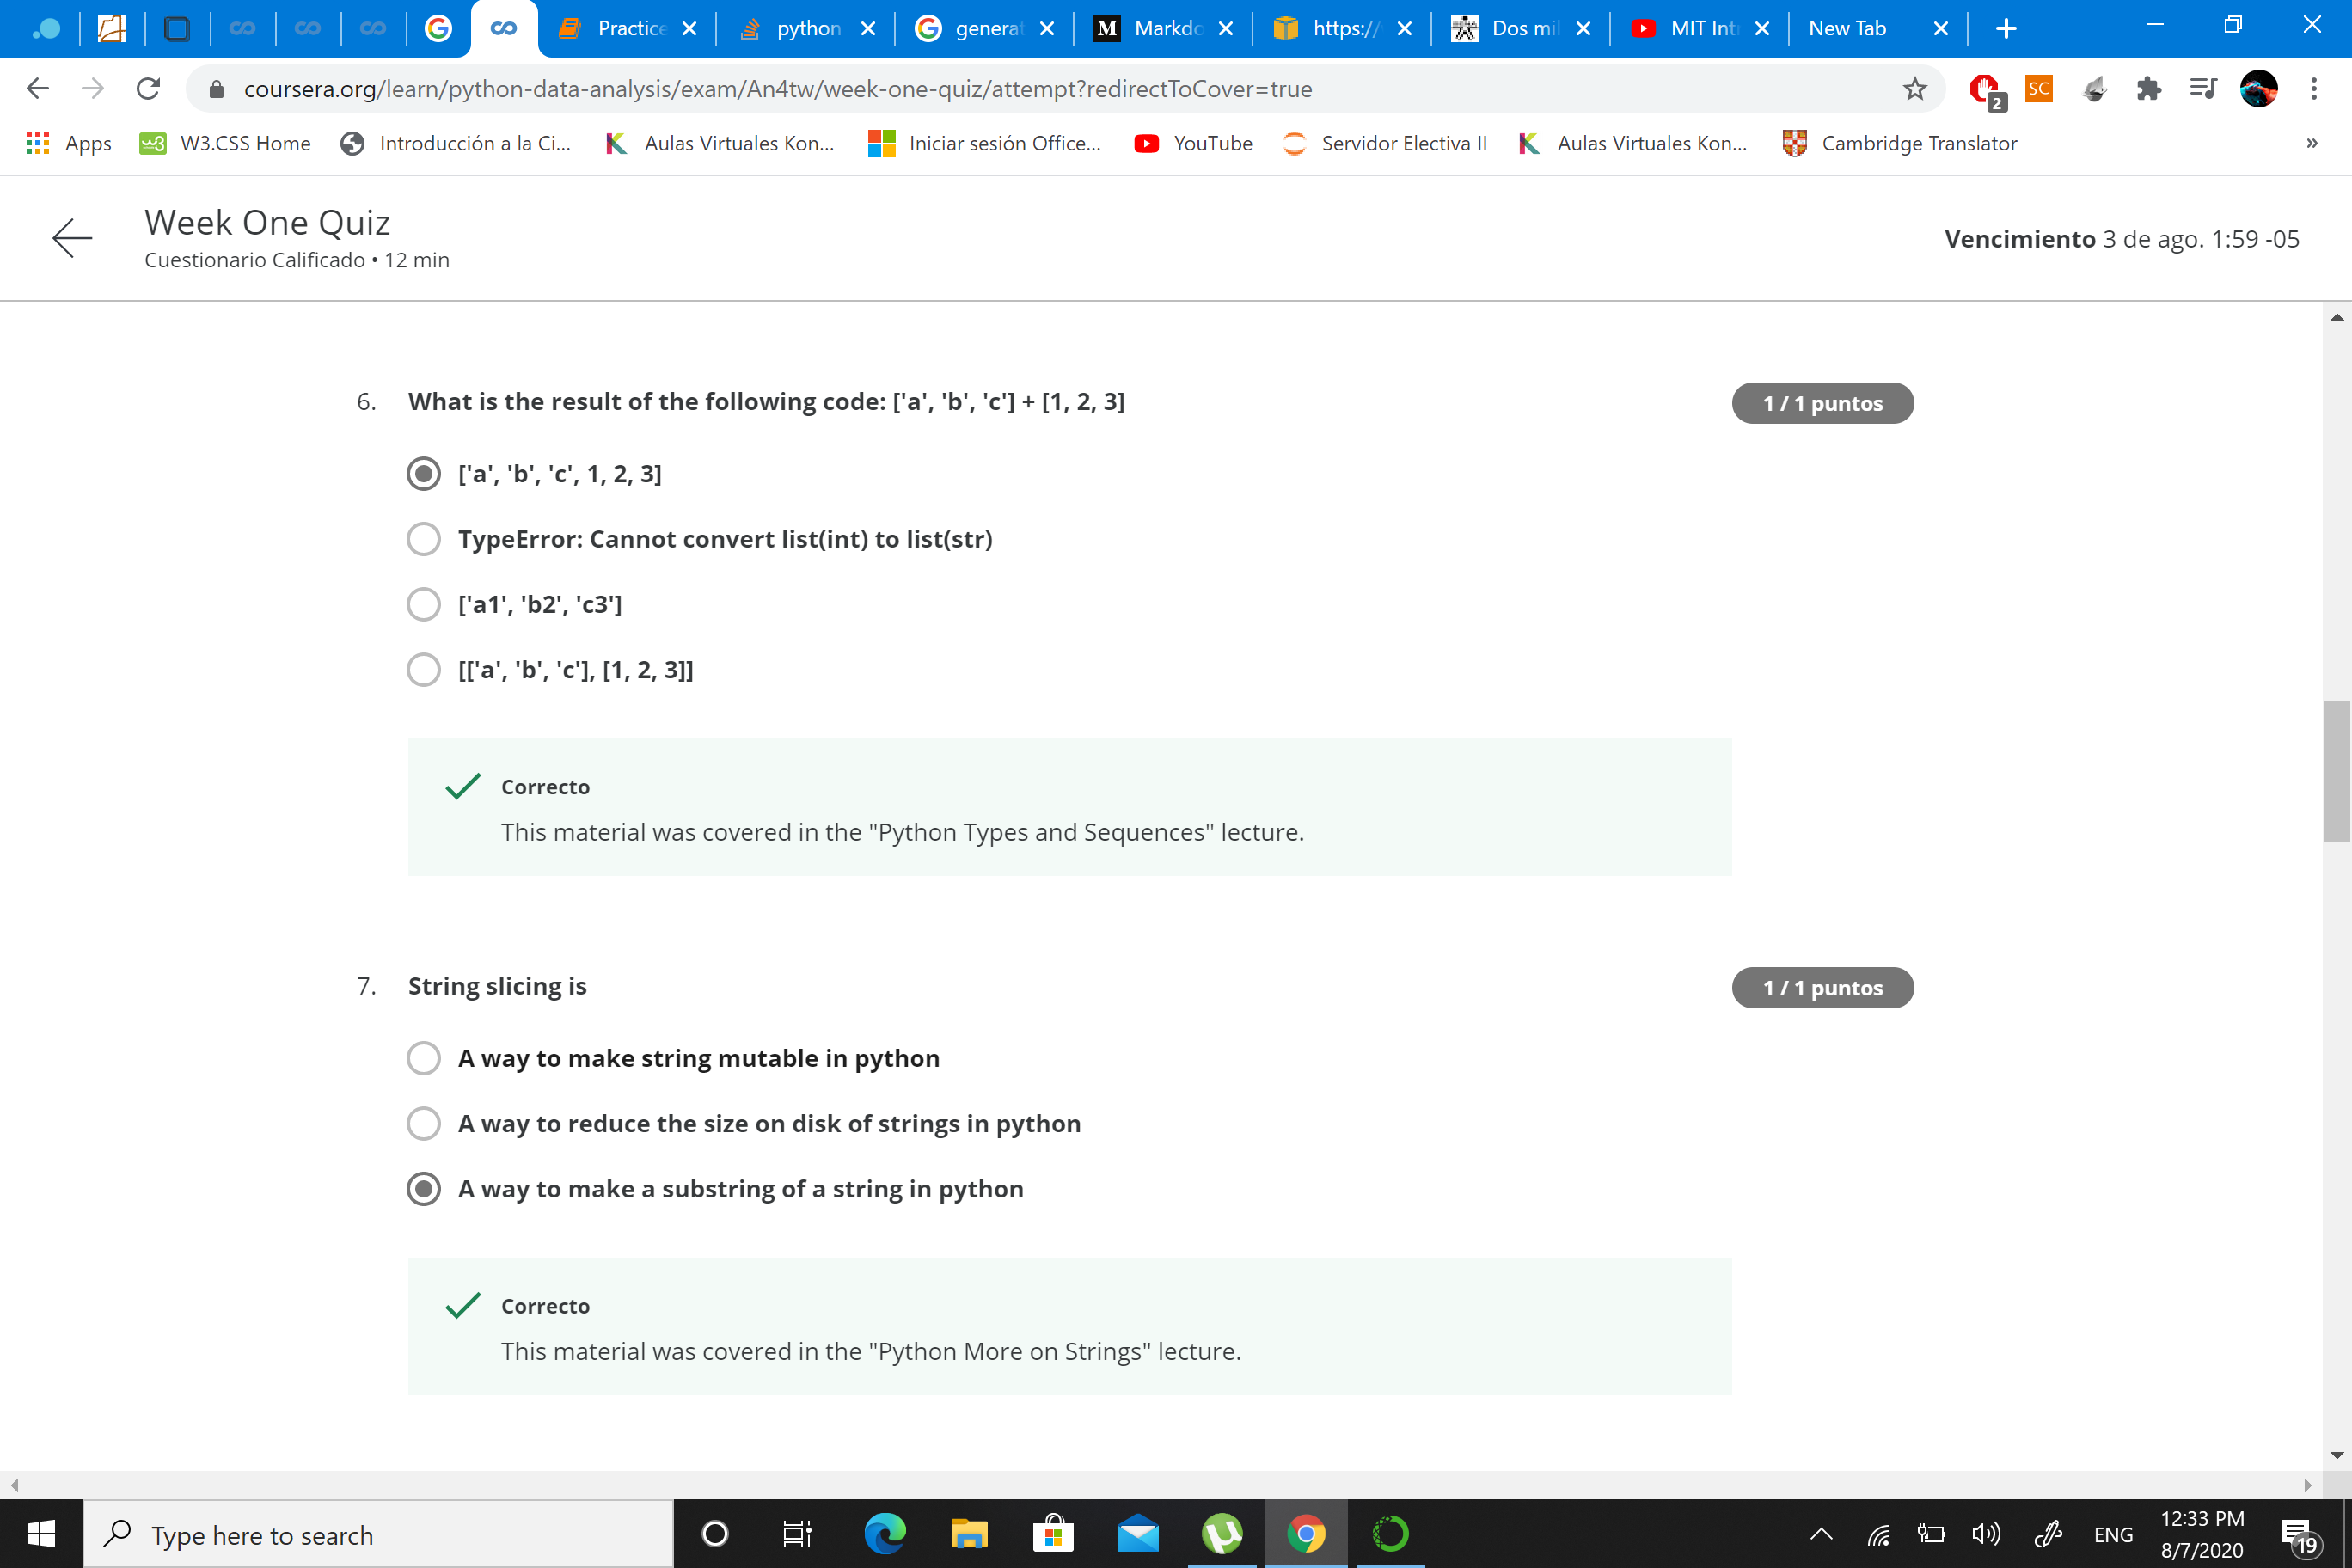 Practice
python
generat
Markdo
https://
Dos mil
MIT Int
New Tab
coursera.org/learn/python-data-analysis/exam/An4tw/week-one-quiz/attempt?redirectToCover=true
2
SC
Apps
W3.CSS Home
Introducción a la Ci...
Aulas Virtuales Kon...
Iniciar sesión Office...
YouTube
Servidor Electiva II
Aulas Virtuales Kon...
Cambridge Translator
»
Week One Quiz
Cuestionario Calificado • 12 min
Vencimiento 3 de ago. 1:59 -05
6. What is the result of the following code: ['a', 'b', 'c'] + [1, 2, 3]
1 / 1 puntos
['a', 'b', 'c', 1, 2, 3]
TypeError: Cannot convert list(int) to list(str)
['a1', 'b2', 'c3']
[['a', 'b', 'c'], [1, 2, 3]]
Correcto
This material was covered in the "Python Types and Sequences" lecture.
7. String slicing is
1 / 1 puntos
A way to make string mutable in python
A way to reduce the size on disk of strings in python
A way to make a substring of a string in python
Correcto
This material was covered in the "Python More on Strings" lecture.
Type here to search
ENG
12:33 PM
8/7/2020
19